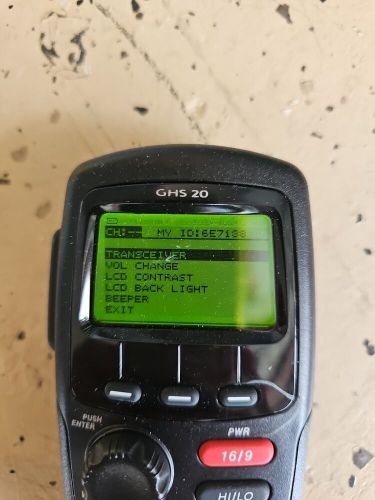 GHS 20
CH:-- MY ID:6E7198
TRANSCEIVER
VOL CHANGE
LCD CONTRAST
LCD BACK LIGHT
BEEPER
EXIT
PUSH
ENTER
PWR
16/9
HI/LO